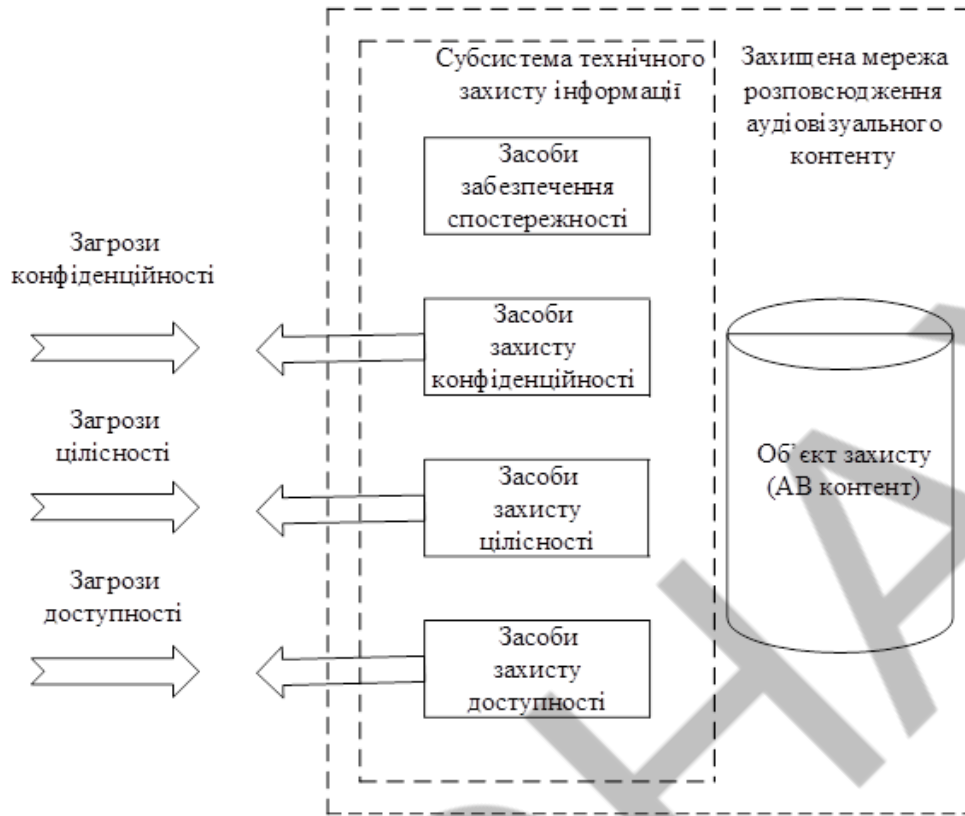 Субсистема технічного
захисту інформації
Захищена мережа
розповсюдження
аудіовізуального
контенту
Засоби
забезпечення
спостережності
Загрози
конфіденційності
Засоби
захисту
конфіденційності
Загрози
цілісності
Засоби
захисту
цілісності
Об'єкт захисту
(АВ контент)
Загрози
доступності
Засоби
захисту
доступності